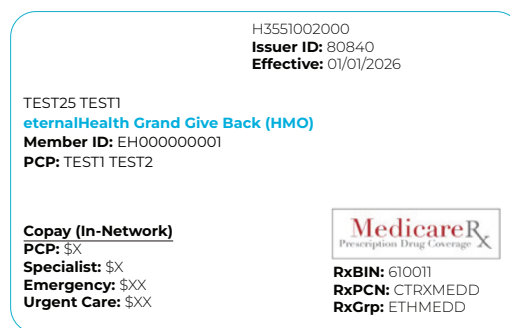 H3551002000
Issuer ID: 80840
Effective: 01/01/2026
TEST25 TEST1
eternalHealth Grand Give Back (HMO)
Member ID: EH000000001
PCP: TEST1 TEST2
Copay (In-Network)
PCP: $X
Specialist: $X
Emergency: $XX
Urgent Care: $XX
MedicareRx
Prescription Drug Coverage
RxBIN: 610011
RxPCN: CTRXMEDD
RxGrp: ETHMEDD